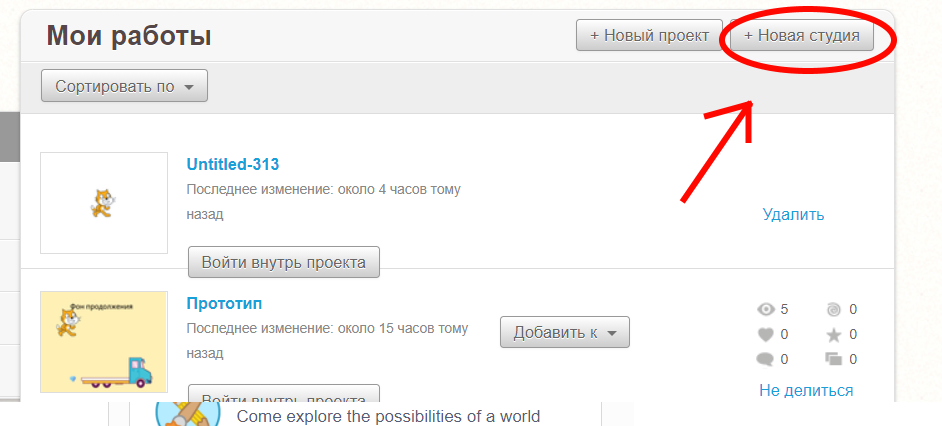 Мои работы
+ Новый проект
+ Новая студия
Сортировать по
Untitled-313
Последнее изменение: около 4 часов тому
назад
Удалить
Войти внутрь проекта
Фон продолжения
Прототип
Последнее изменение: около 15 часов тому
назад
Добавить к
5
0
0
0
0
0
Не делиться
Войти внутрь проекта
Come explore the possibilities of a world